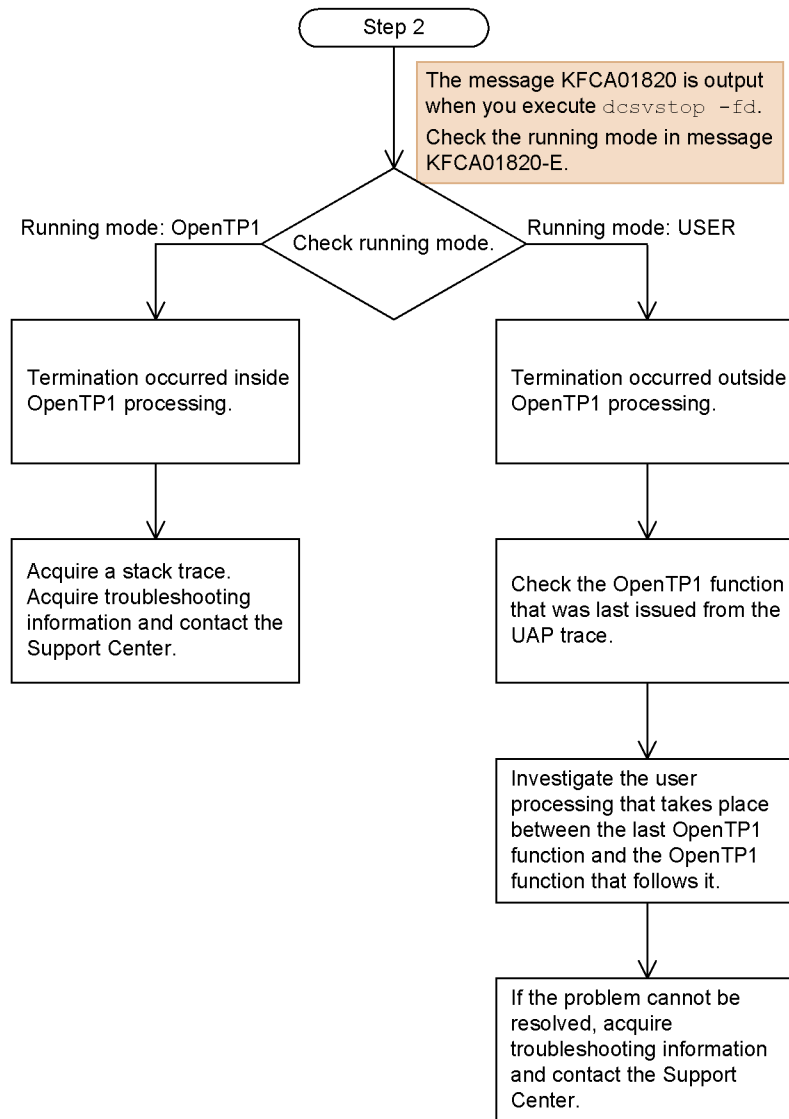 Step 2
The message KFCA01820 is output
when you execute dcsvstop -fd.
Check the running mode in message
KFCA01820-E.
Running mode: OpenTP1
Check running mode.
Running mode: USER
Termination occurred inside
OpenTP1 processing.
Termination occurred outside
OpenTP1 processing.
Acquire a stack trace.
Acquire troubleshooting
information and contact the
Support Center.
Check the OpenTP1 function
that was last issued from the
UAP trace.
Investigate the user
processing that takes place
between the last OpenTP1
function and the OpenTP1
function that follows it.
If the problem cannot be
resolved, acquire
troubleshooting information
and contact the Support
Center.